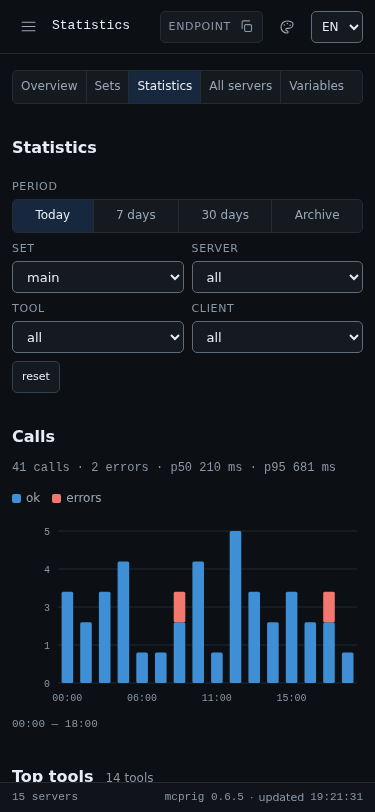 Statistics ENDPOINT EN
Overview Sets Statistics All servers Variables
Statistics
PERIOD
Today 7 days 30 days Archive
SET SERVER
main all
TOOL CLIENT
all all
reset
Calls
41 calls · 2 errors · p50 210 ms · p95 681 ms
ok errors
5
4
3
1
0
00:00 06:00 11:00 15:00
00:00 — 18:00
Top tools 14 tools
15 servers mcprig 0.6.5 · updated 19:21:31